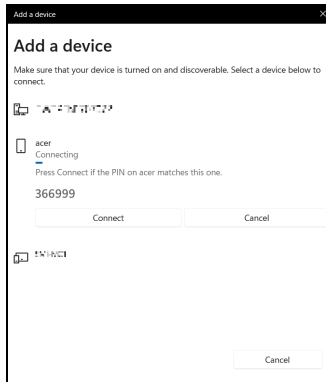 Add a device
Add a device
Make sure that your device is turned on and discoverable. Select a device below to
connect.
acer
Connecting
Press Connect if the PIN on acer matches this one.
366999
Connect Cancel
Cancel